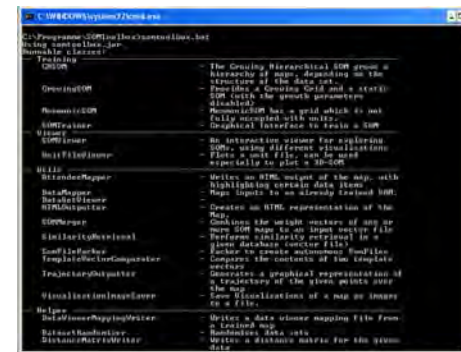 C:\WINDOWS\system32\cmd.exe
C:\Programme\SOMToolbox>somtoolbox.bat
Using somtoolbox.jar
Runnable classes:
Training
GHSOM - The Growing Hierarchical SOM grows a
hierarchy of maps, depending on the
structure of the data set.
GrowingSOM - Provides a Growing Grid and a static
SOM (with the growth parameters
disabled)
MnemonicSOM - MnemonicSOM has a grid which is not
fully occupied with units.
SOMTrainer - Graphical Interface to train a SOM
Viewer
SOMViewer - An interactive viewer for exploring
SOMs, using different visualisations
UnitFileViewer - Plots a unit file, can be used
especially to plot a 3D-SOM
Utils
AttendeeMapper - Writes an HTML output of the map, with
highlighting certain data items
DataMapper - Maps inputs to an already trained SOM.
DataSetViewer -
HTMLOutputter - Creates an HTML representation of the
Map.
SOMMerger - Combines the weight vectors of one or
more SOM maps to an input vector file
SimilarityRetrieval - Performs similarity retrieval in a
given database (vector file)
SomFilePacker - Packer to create autonomous SomFiles
TemplateVectorComparator - Compares the contents of two template
vectors
TrajectoryOutputter - Generates a graphical representation of
a trajectory of the given points over
the map
VisualisationImageSaver - Save Visualizations of a map as images
to a file.
Helper
DataViewerMappingWriter - Writes a data viewer mapping file from
a trained map
DatasetRandomizer - Randomizes data sets
DistanceMatrixWriter - Writes a distance matrix for the given
data